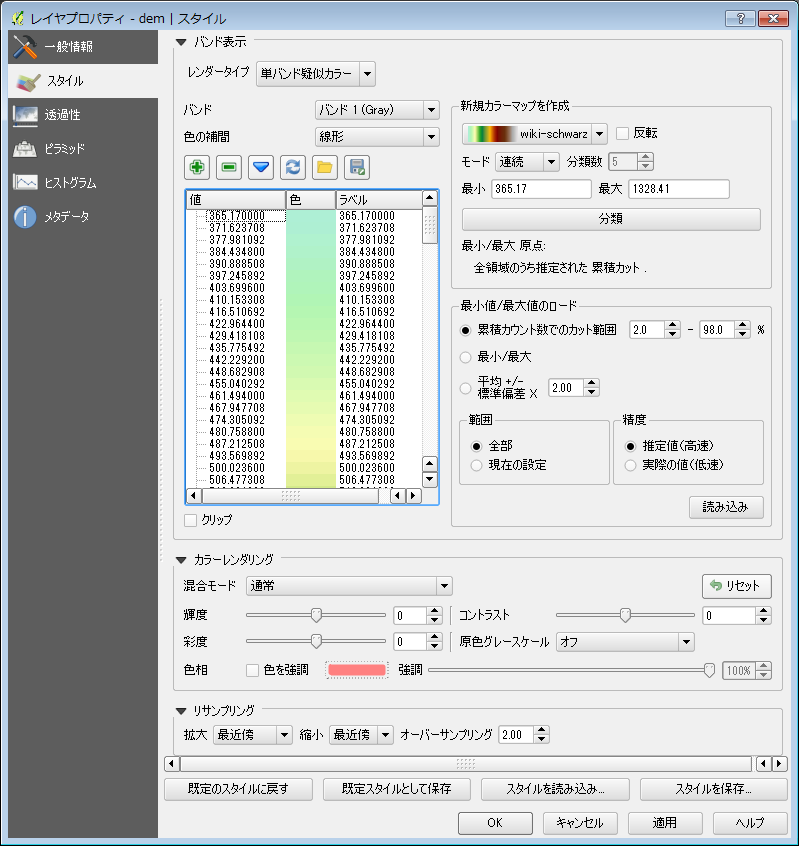 レイヤプロパティ - dem | スタイル
一般情報
スタイル
透過性
ピラミッド
ヒストグラム
メタデータ
バンド表示
レンダータイプ 単バンド疑似カラー
バンド バンド 1 (Gray)
色の補間 線形
値 色 ラベル
365.170000 365.170000
371.623708 371.623708
377.981092 377.981092
384.434800 384.434800
390.888508 390.888508
397.245892 397.245892
403.699600 403.699600
410.153308 410.153308
416.510692 416.510692
422.964400 422.964400
429.418108 429.418108
435.775492 435.775492
442.229200 442.229200
448.682908 448.682908
455.040292 455.040292
461.494000 461.494000
467.947708 467.947708
474.305092 474.305092
480.758800 480.758800
487.212508 487.212508
493.569892 493.569892
500.023600 500.023600
506.477308 506.477308
クリップ
新規カラーマップを作成
wiki-schwarz 反転
モード 連続 分類数 5
最小 365.17 最大 1328.41
分類
最小/最大 原点:
全領域のうち推定された 累積カット .
最小値/最大値のロード
累積カウント数でのカット範囲 2.0 - 98.0 %
最小/最大
平均 +/-
標準偏差 × 2.00
範囲
全部
現在の設定
精度
推定値(高速)
実際の値(低速)
読み込み
カラーレンダリング
混合モード 通常 リセット
輝度 0 コントラスト 0
彩度 0 原色グレースケール オフ
色相 色を強調 強調 100%
リサンプリング
拡大 最近傍 縮小 最近傍 オーバーサンプリング 2.00
既定のスタイルに戻す 既定スタイルとして保存 スタイルを読み込み... スタイルを保存...
OK キャンセル 適用 ヘルプ